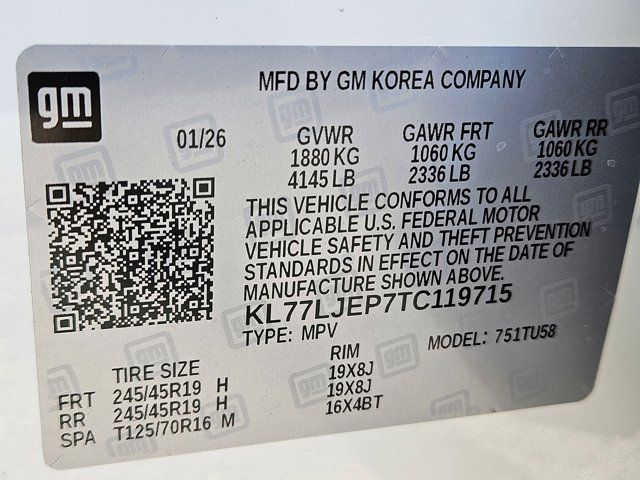 gm
MFD BY GM KOREA COMPANY
01/26 GVWR GAWR FRT GAWR RR
1880 KG 1060 KG 1060 KG
4145 LB 2336 LB 2336 LB
THIS VEHICLE CONFORMS TO ALL
APPLICABLE U.S. FEDERAL MOTOR
VEHICLE SAFETY AND THEFT PREVENTION
STANDARDS IN EFFECT ON THE DATE OF
MANUFACTURE SHOWN ABOVE.
KL77LJEP7TC119715
TYPE: MPV MODEL: 751TU58
TIRE SIZE RIM
FRT 245/45R19 H 19X8J
RR 245/45R19 H 19X8J
SPA T125/70R16 M 16X4BT